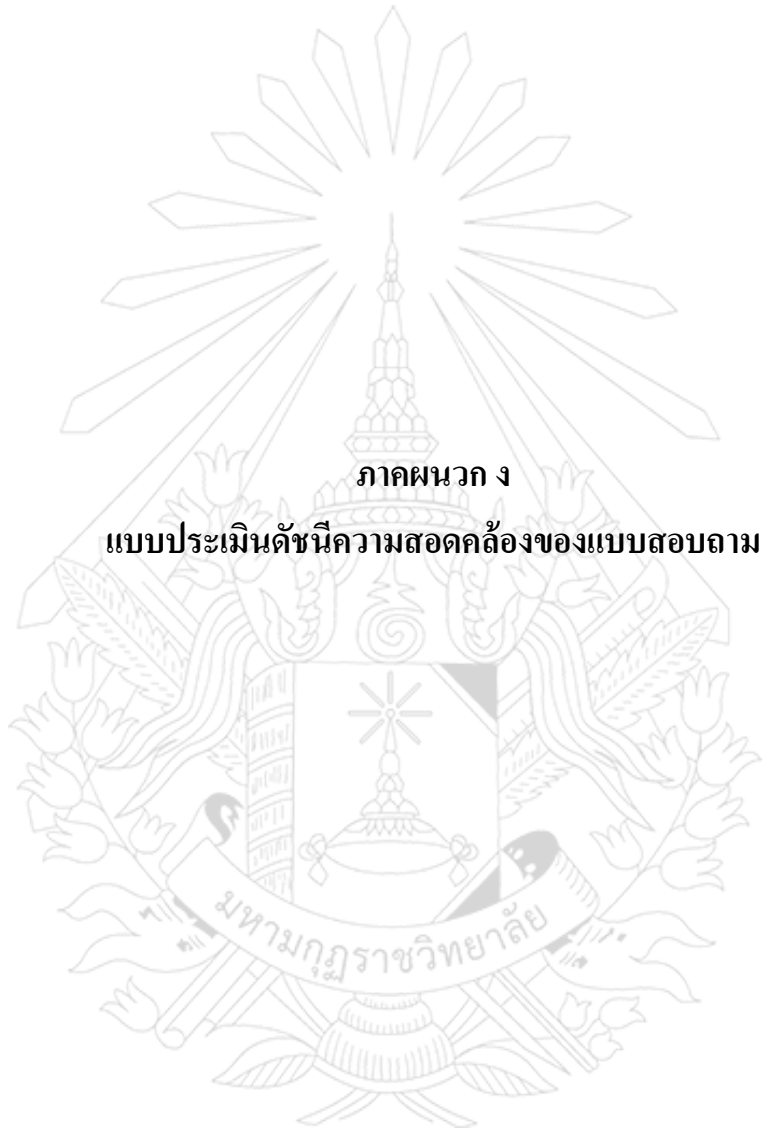 ภาคผนวก ง
แบบประเมินดัชนีความสอดคล้องของแบบสอบถาม
มหามกุฏราชวิทยาลัย